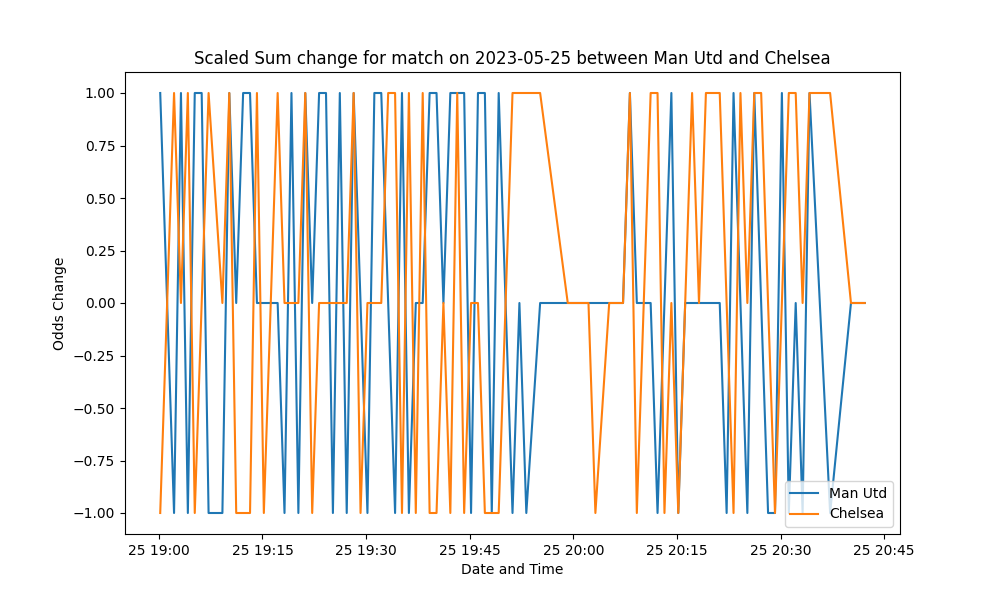 Scaled Sum change for match on 2023-05-25 between Man Utd and Chelsea
1.00
0.75
0.50
0.25
0.00
−0.25
−0.50
−0.75
−1.00
Odds Change
Man Utd
Chelsea
25 19:00 25 19:15 25 19:30 25 19:45 25 20:00 25 20:15 25 20:30 25 20:45
Date and Time